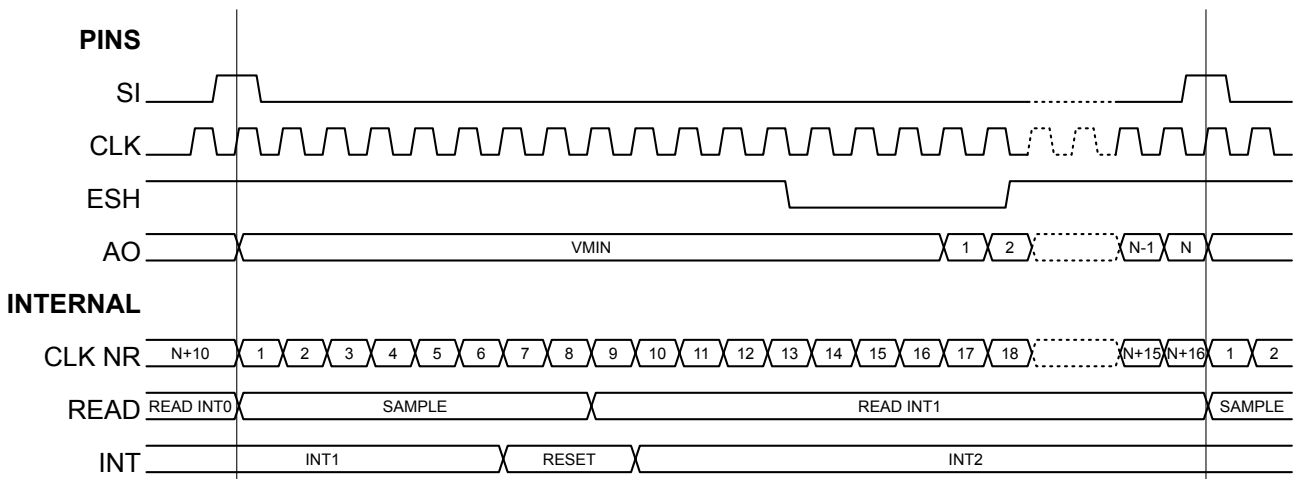 PINS
SI
CLK
ESH
AO VMIN 1 2 N-1 N
INTERNAL
CLK NR N+10 1 2 3 4 5 6 7 8 9 10 11 12 13 14 15 16 17 18 N+15 N+16 1 2
READ READ INT0 SAMPLE READ INT1 SAMPLE
INT INT1 RESET INT2